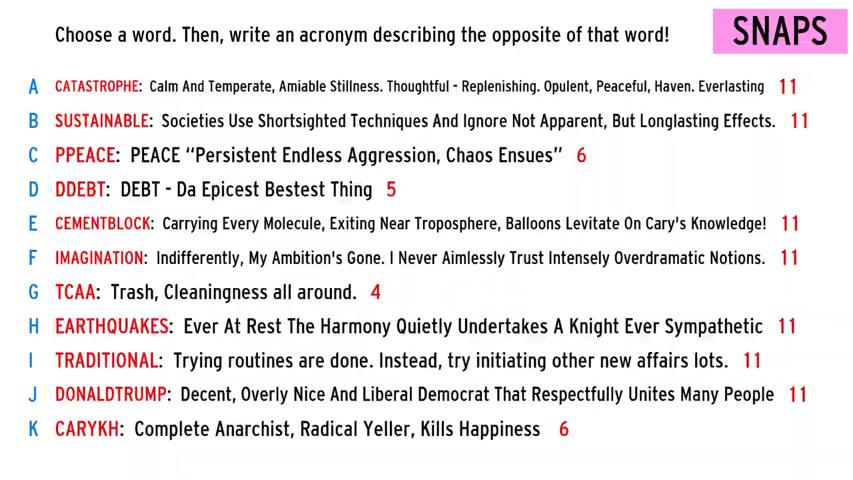 Choose a word. Then, write an acronym describing the opposite of that word!
SNAPS
A CATASTROPHE: Calm And Temperate, Amiable Stillness. Thoughtful - Replenishing. Opulent, Peaceful, Haven. Everlasting 11
B SUSTAINABLE: Societies Use Shortsighted Techniques And Ignore Not Apparent, But Longlasting Effects. 11
C PPEACE: PEACE “Persistent Endless Aggression, Chaos Ensues” 6
D DDEBT: DEBT - Da Epicest Bestest Thing 5
E CEMENTBLOCK: Carrying Every Molecule, Exiting Near Troposphere, Balloons Levitate On Cary's Knowledge! 11
F IMAGINATION: Indifferently, My Ambition's Gone. I Never Aimlessly Trust Intensely Overdramatic Notions. 11
G TCAA: Trash, Cleaningness all around. 4
H EARTHQUAKES: Ever At Rest The Harmony Quietly Undertakes A Knight Ever Sympathetic 11
I TRADITIONAL: Trying routines are done. Instead, try initiating other new affairs lots. 11
J DONALDTRUMP: Decent, Overly Nice And Liberal Democrat That Respectfully Unites Many People 11
K CARYKH: Complete Anarchist, Radical Yeller, Kills Happiness 6